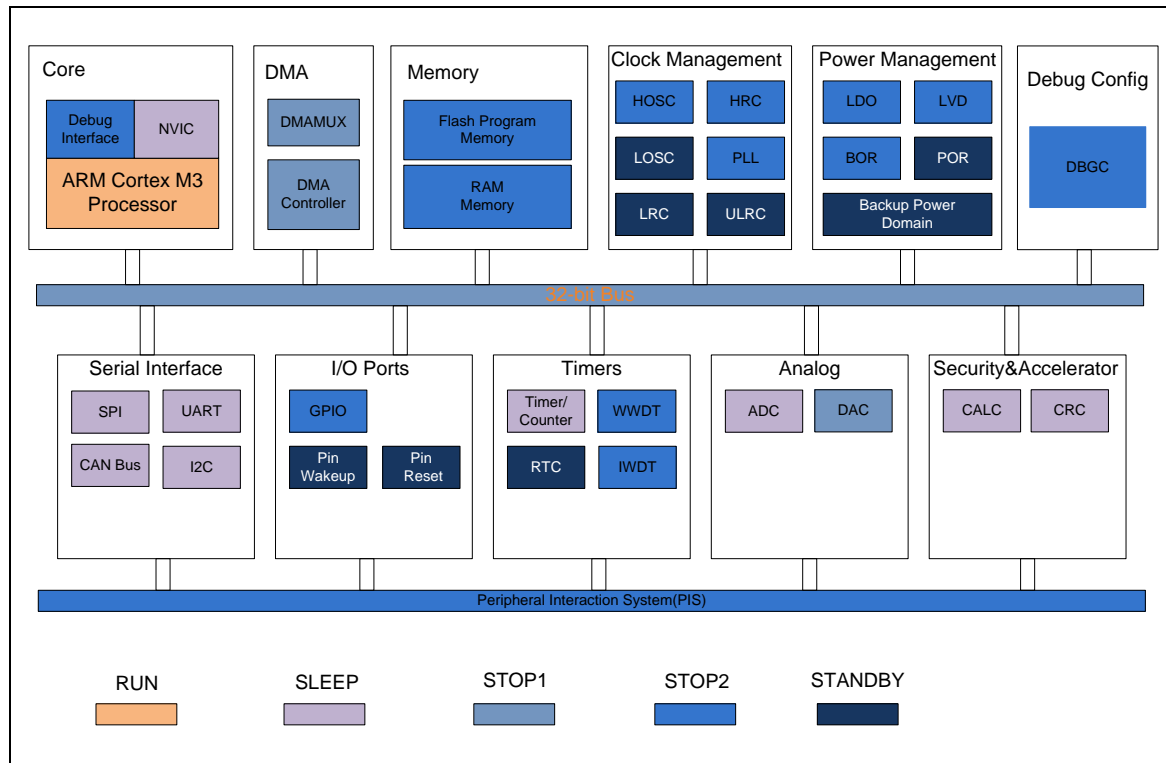 Core
Debug
Interface
NVIC
ARM Cortex M3
Processor
DMA
DMAMUX
DMA
Controller
Memory
Flash Program
Memory
RAM
Memory
Clock Management
HOSC
HRC
LOSC
PLL
LRC
ULRC
Power Management
LDO
LVD
BOR
POR
Backup Power
Domain
Debug Config
DBGC
32-bit Bus
Serial Interface
SPI
UART
CAN Bus
I2C
I/O Ports
GPIO
Pin
Wakeup
Pin
Reset
Timers
Timer/
Counter
WWDT
RTC
IWDT
Analog
ADC
DAC
Security&Accelerator
CALC
CRC
Peripheral Interaction System(PIS)
RUN
SLEEP
STOP1
STOP2
STANDBY